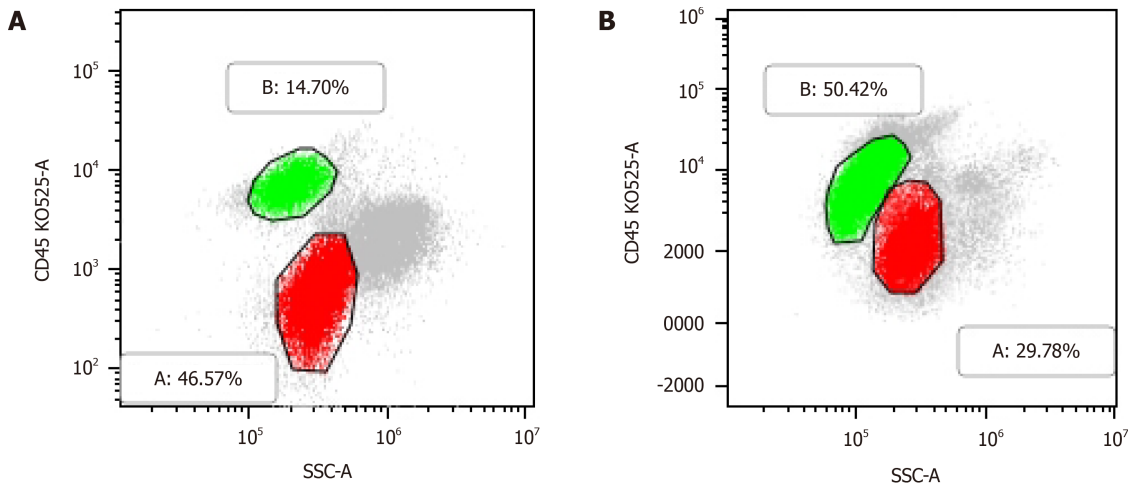 A
B
10⁵
10⁴
10³
10²
CD45 KO525-A
B: 14.70%
A: 46.57%
10⁵
10⁶
10⁷
SSC-A
10⁶
10⁵
10⁴
2000
0000
-2000
CD45 KO525-A
B: 50.42%
A: 29.78%
10⁵
10⁶
10⁷
SSC-A